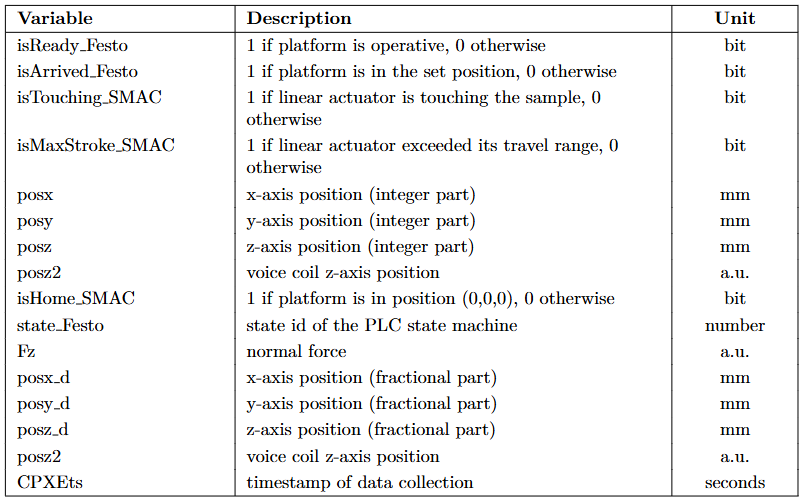 Variable Description Unit
isReady_Festo 1 if platform is operative, 0 otherwise bit
isArrived_Festo 1 if platform is in the set position, 0 otherwise bit
isTouching_SMAC 1 if linear actuator is touching the sample, 0 bit
otherwise
isMaxStroke_SMAC 1 if linear actuator exceeded its travel range, 0 bit
otherwise
posx x-axis position (integer part) mm
posy y-axis position (integer part) mm
posz z-axis position (integer part) mm
posz2 voice coil z-axis position a.u.
isHome_SMAC 1 if platform is in position (0,0,0), 0 otherwise bit
state_Festo state id of the PLC state machine number
Fz normal force a.u.
posx_d x-axis position (fractional part) mm
posy_d y-axis position (fractional part) mm
posz_d z-axis position (fractional part) mm
posz2 voice coil z-axis position a.u.
CPXEts timestamp of data collection seconds